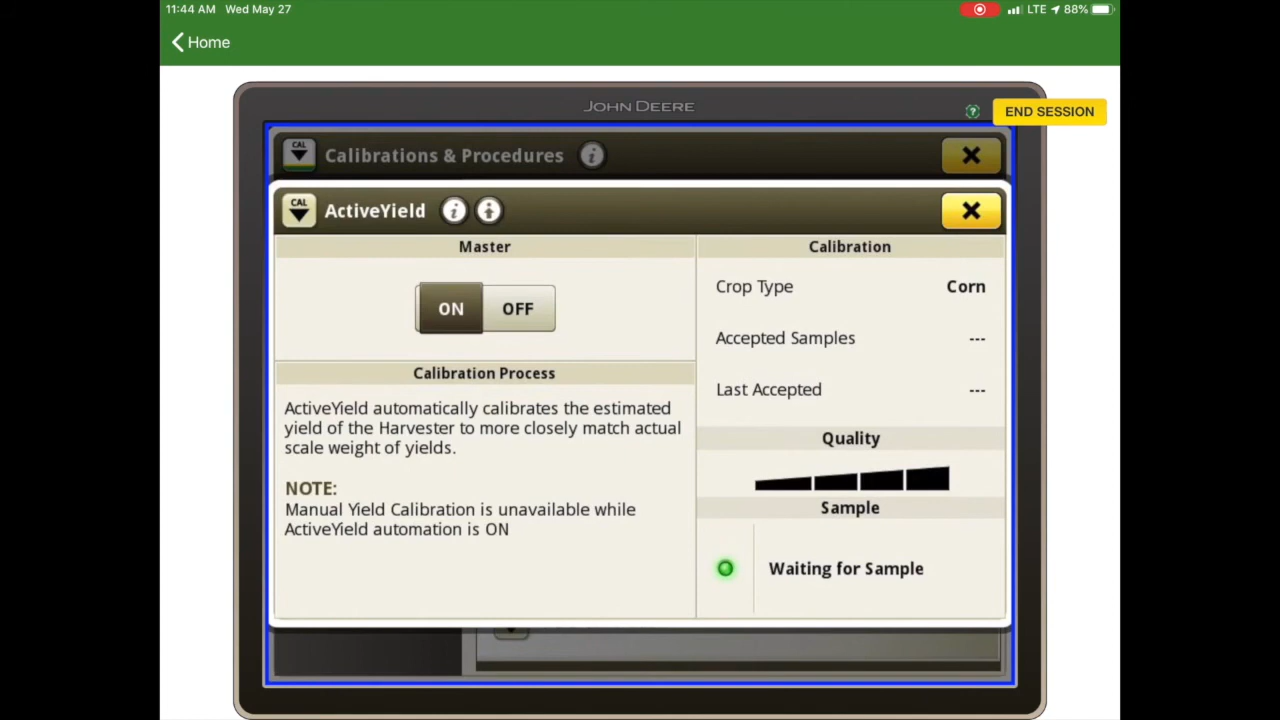 11:44 AM Wed May 27
LTE 88%
Home
JOHN DEERE
END SESSION
CAL
Calibrations & Procedures
CAL
ActiveYield
Master
ON OFF
Calibration Process
ActiveYield automatically calibrates the estimated
yield of the Harvester to more closely match actual
scale weight of yields.
NOTE:
Manual Yield Calibration is unavailable while
ActiveYield automation is ON
Calibration
Crop Type Corn
Accepted Samples ---
Last Accepted ---
Quality
Sample
Waiting for Sample